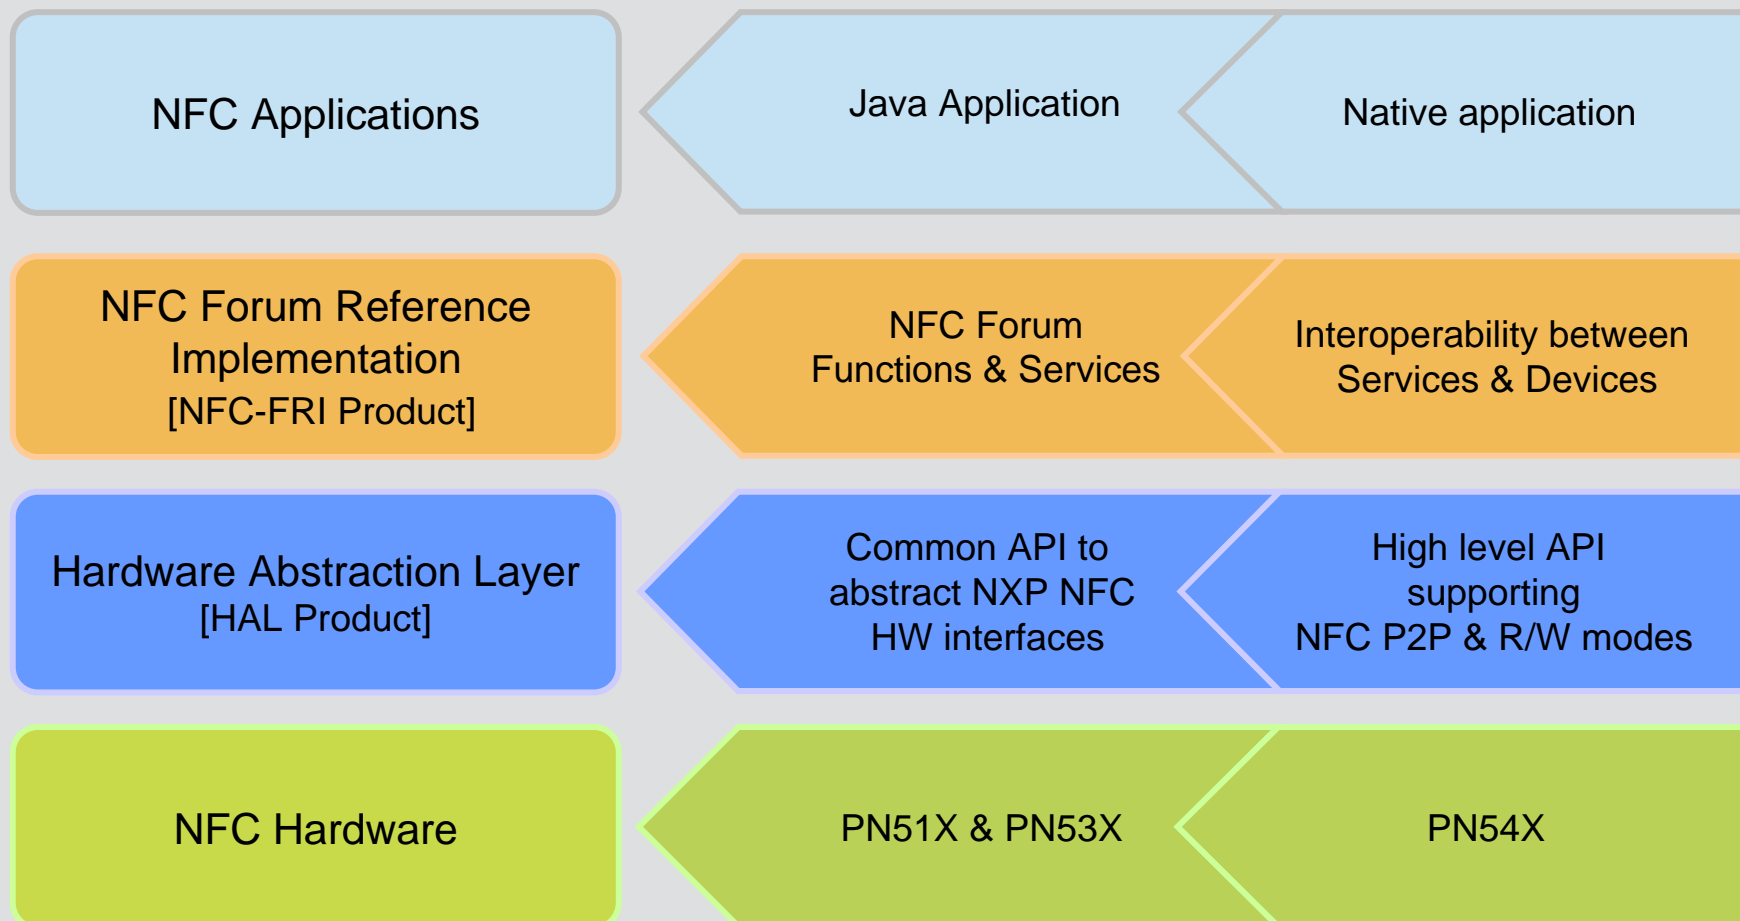 NFC Applications
Java Application
Native application
NFC Forum Reference
Implementation
[NFC-FRI Product]
NFC Forum
Functions & Services
Interoperability between
Services & Devices
Hardware Abstraction Layer
[HAL Product]
Common API to
abstract NXP NFC
HW interfaces
High level API
supporting
NFC P2P & R/W modes
NFC Hardware
PN51X & PN53X
PN54X